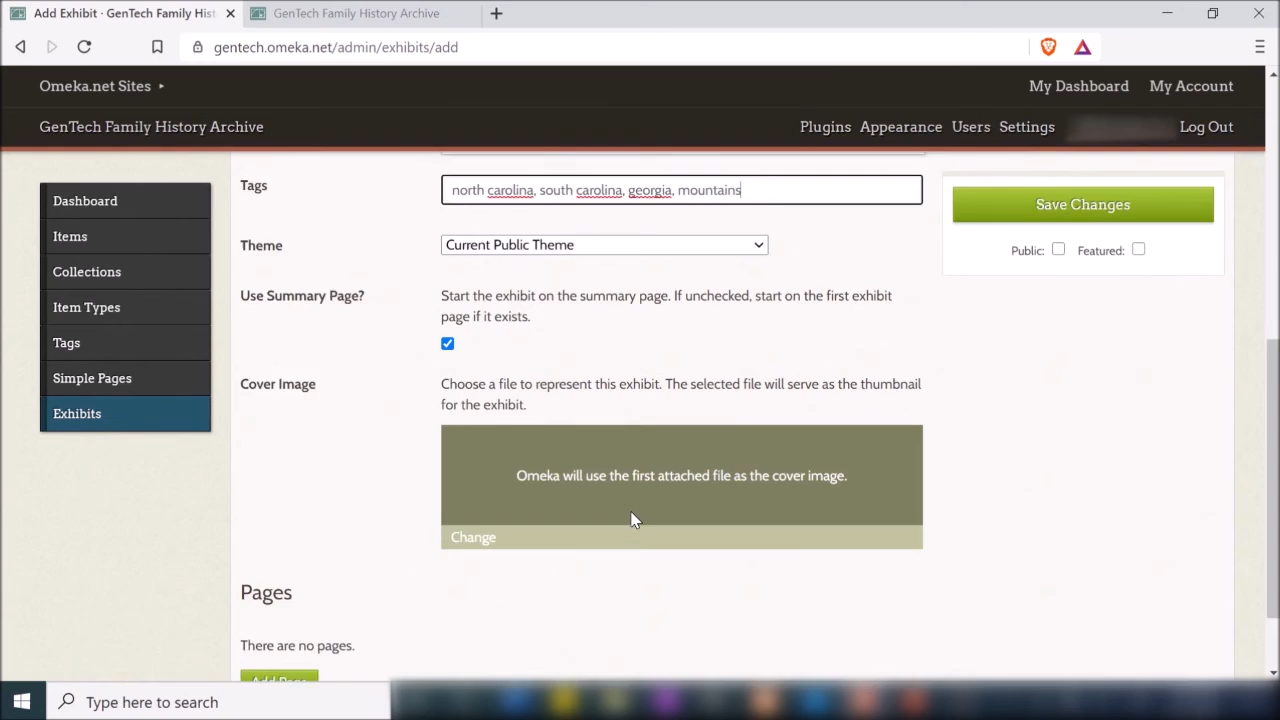 Add Exhibit - GenTech Family Hist
GenTech Family History Archive
gentech.omeka.net/admin/exhibits/add
Omeka.net Sites
My Dashboard My Account
GenTech Family History Archive
Plugins Appearance Users Settings Log Out
Dashboard
Items
Collections
Item Types
Tags
Simple Pages
Exhibits
Tags
north carolina, south carolina, georgia, mountains
Theme
Current Public Theme
Use Summary Page?
Start the exhibit on the summary page. If unchecked, start on the first exhibit
page if it exists.
Cover Image
Choose a file to represent this exhibit. The selected file will serve as the thumbnail
for the exhibit.
Omeka will use the first attached file as the cover image.
Change
Pages
There are no pages.
Add Page
Save Changes
Public: Featured:
Type here to search